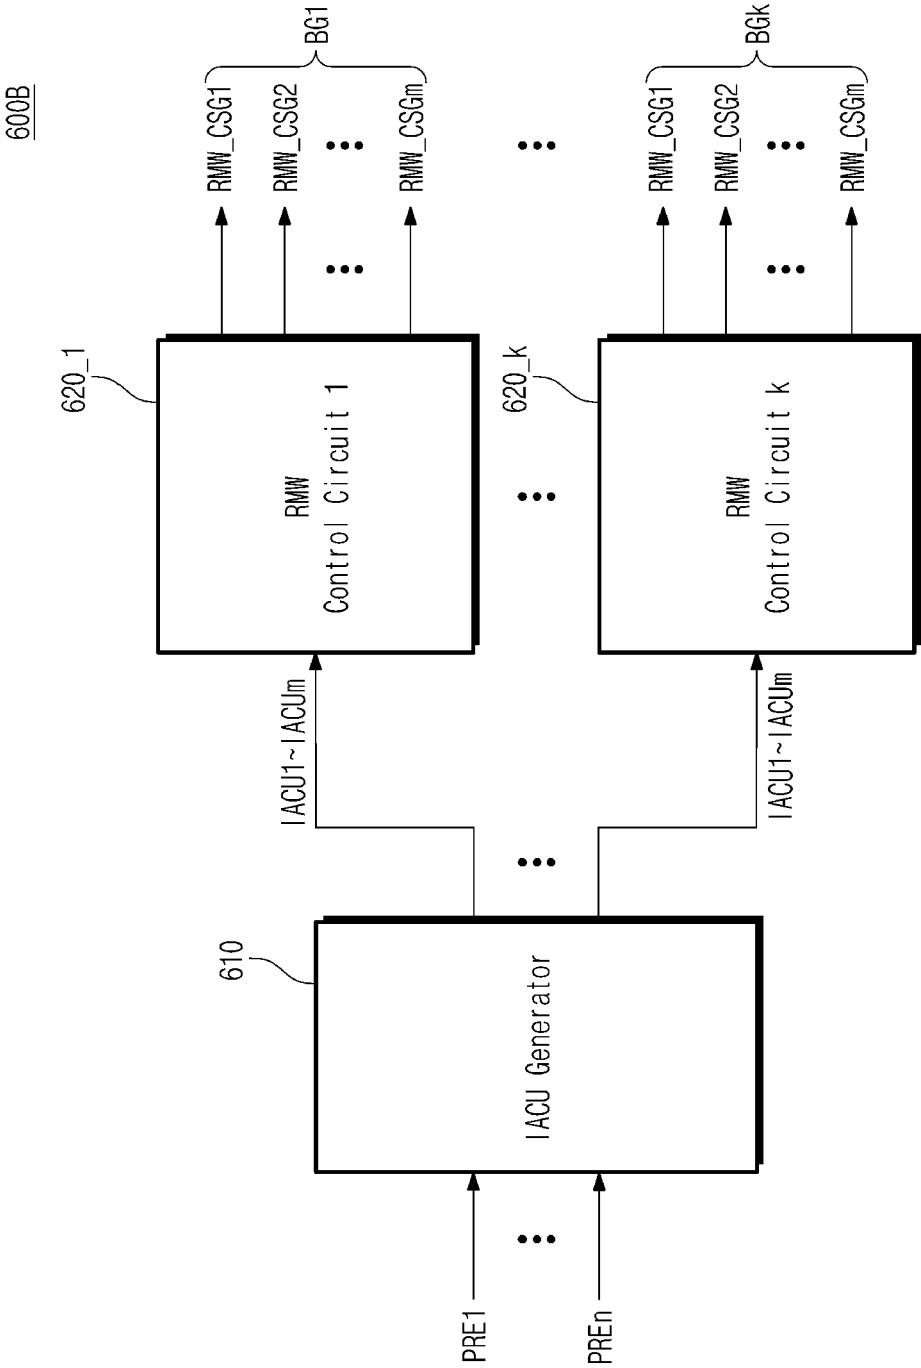 600B
620_1
RMW_CSG1
RMW_CSG2
RMW_CSGm
BG1
RMW
Control Circuit 1
IACU1~IACUm
610
PRE1
PREn
IACU Generator
620_k
RMW
Control Circuit k
IACU1~IACUm
RMW_CSG1
RMW_CSG2
RMW_CSGm
BGk